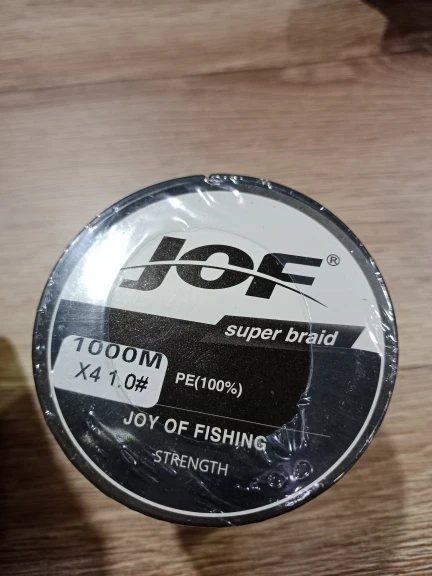 JOF®
super braid
1000M
X4 1.0#
PE(100%)
JOY OF FISHING
STRENGTH